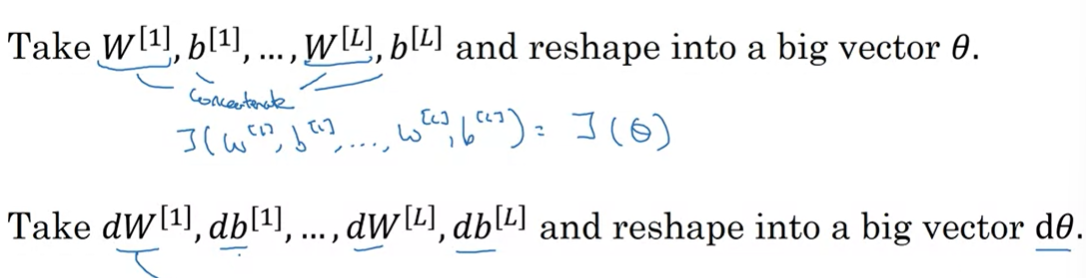 Take W^[1], b^[1], ..., W^[L], b^[L] and reshape into a big vector θ.
concatenate
J(w^[1], b^[1], ..., w^[L], b^[L]) = J(θ)
Take dW^[1], db^[1], ..., dW^[L], db^[L] and reshape into a big vector dθ.